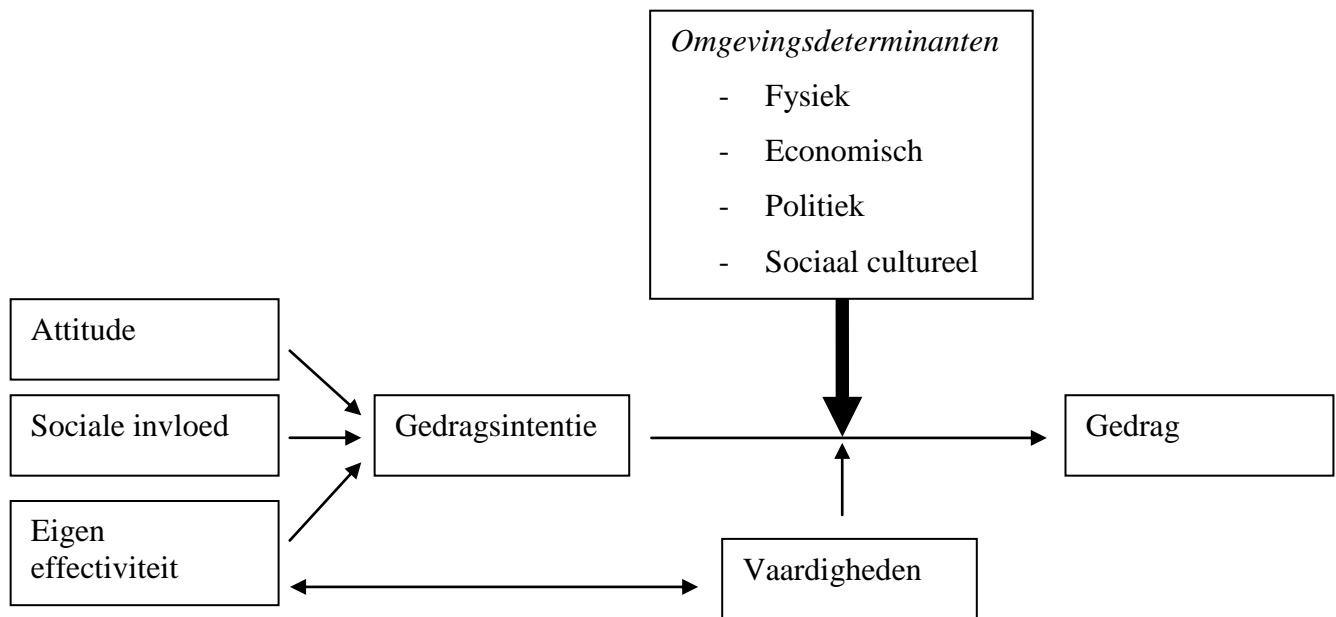 Omgevingsdeterminanten
- Fysiek
- Economisch
- Politiek
- Sociaal cultureel
Attitude
Sociale invloed
Eigen
effectiviteit
Gedragsintentie
Gedrag
Vaardigheden